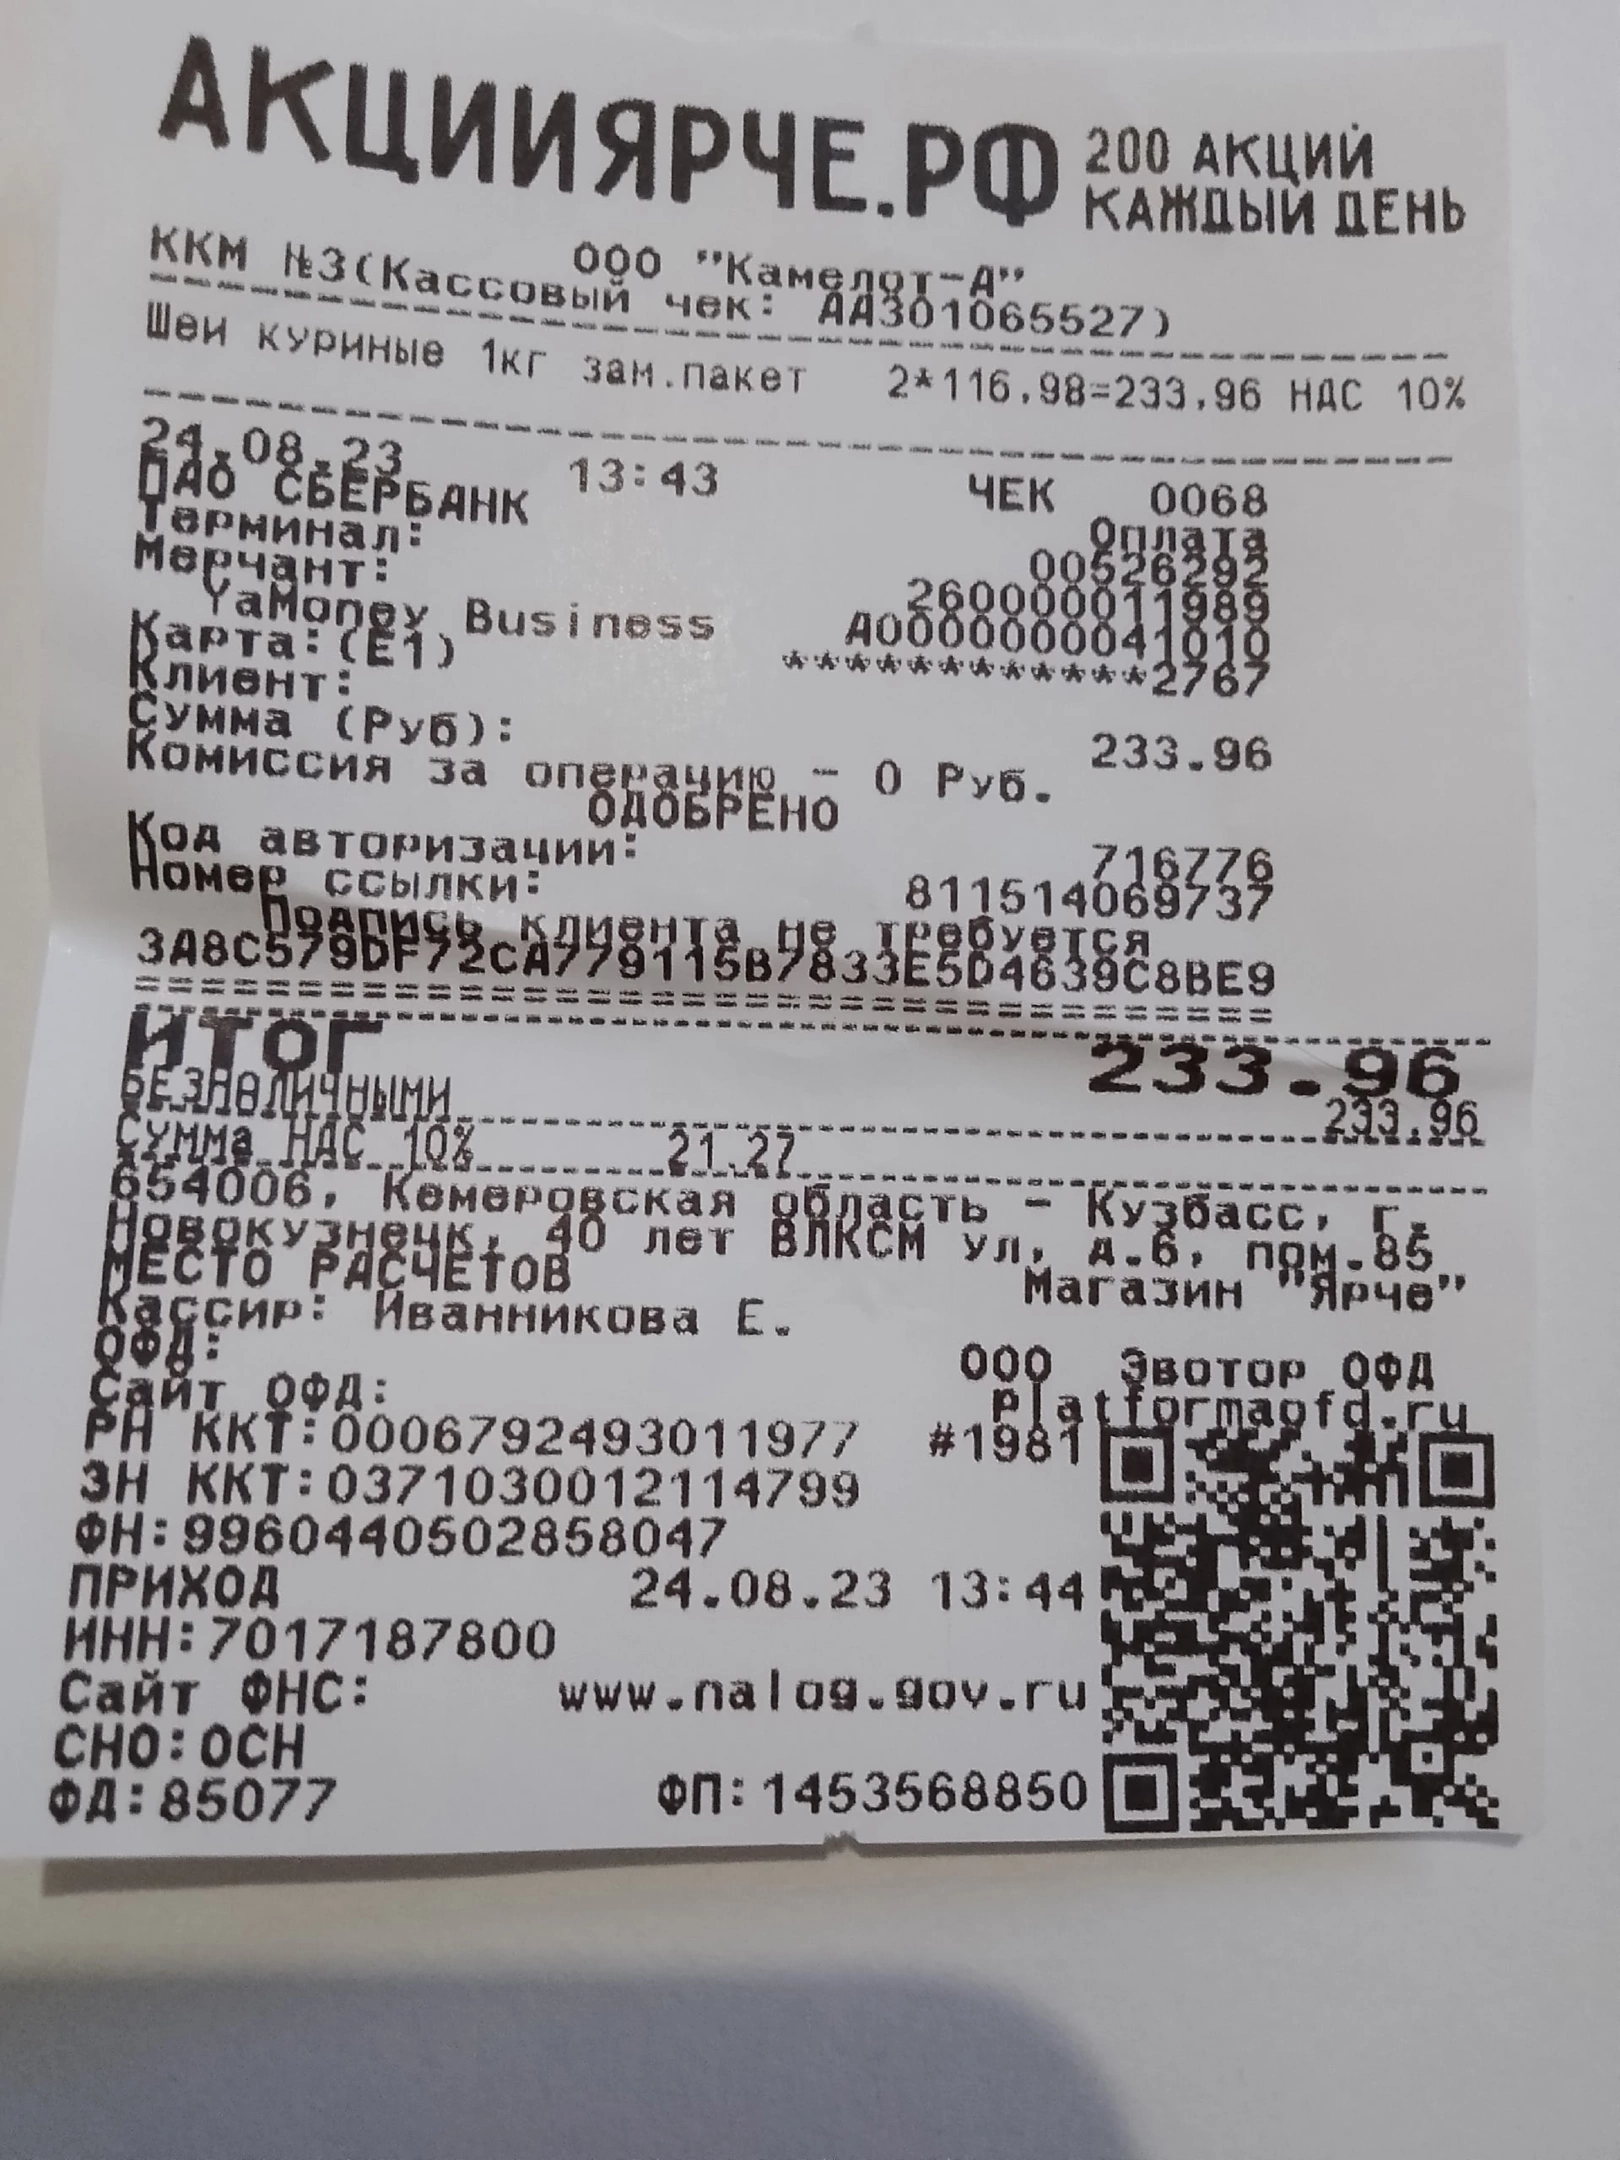 АКЦИИЯРЧЕ.РФ 200 АКЦИЙ
КАЖДЫЙ ДЕНЬ
ООО "Камелот-А"
ККМ №3(Кассовый чек: АА301065527)
Шеи куриные 1кг зам.пакет 2*116,98=233,96 НДС 10%
24.08.23 13:43 ЧЕК 0068
ПАО СБЕРБАНК Оплата
Терминал: 00526292
Мерчант: 260000011989
YaMoney Business A0000000041010
Карта:(E1) ************2767
Клиент:
Сумма (Руб): 233.96
Комиссия за операцию - 0 Руб.
ОДОБРЕНО
Код авторизации: 716776
Номер ссылки: 811514069737
Подпись клиента не требуется
3A8C579DF72CA779115B7833E5D4639C8BE9
ИТОГ 233.96
БЕЗНАЛИЧНЫМИ 233.96
Сумма НДС 10% 21.27
654006, Кемеровская область - Кузбасс, г.
Новокузнецк, 40 лет ВЛКСМ ул, д.6, пом.85
МЕСТО РАСЧЕТОВ Магазин "Ярче"
Кассир: Иванникова Е.
ОФД: ООО Эвотор ОФД
Сайт ОФД: platformaofd.ru
РН ККТ:0006792493011977 #1981
ЗН ККТ:0371030012114799
ФН:9960440502858047
ПРИХОД 24.08.23 13:44
ИНН:7017187800
Сайт ФНС: www.nalog.gov.ru
СНО:ОСН
ФД:85077 ФП:1453568850